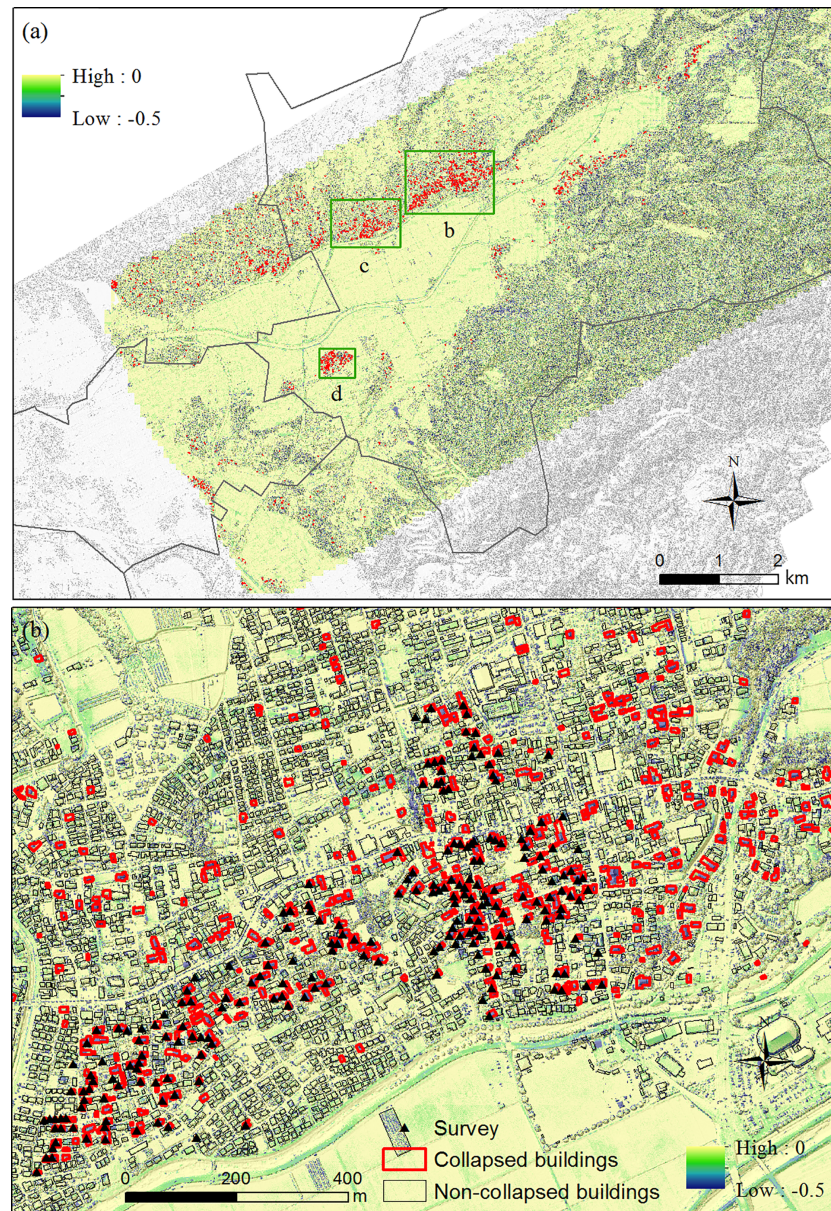 (a)
High : 0
Low : -0.5
b
c
d
N
0 1 2
km
(b)
Survey
Collapsed buildings
Non-collapsed buildings
High : 0
Low : -0.5
0 200 400
m